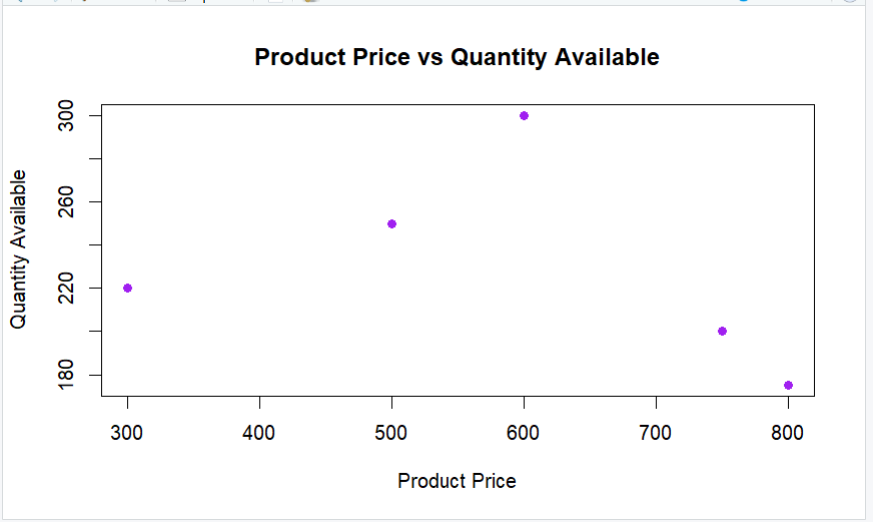 Product Price vs Quantity Available
Quantity Available
300
260
220
180
300 400 500 600 700 800
Product Price